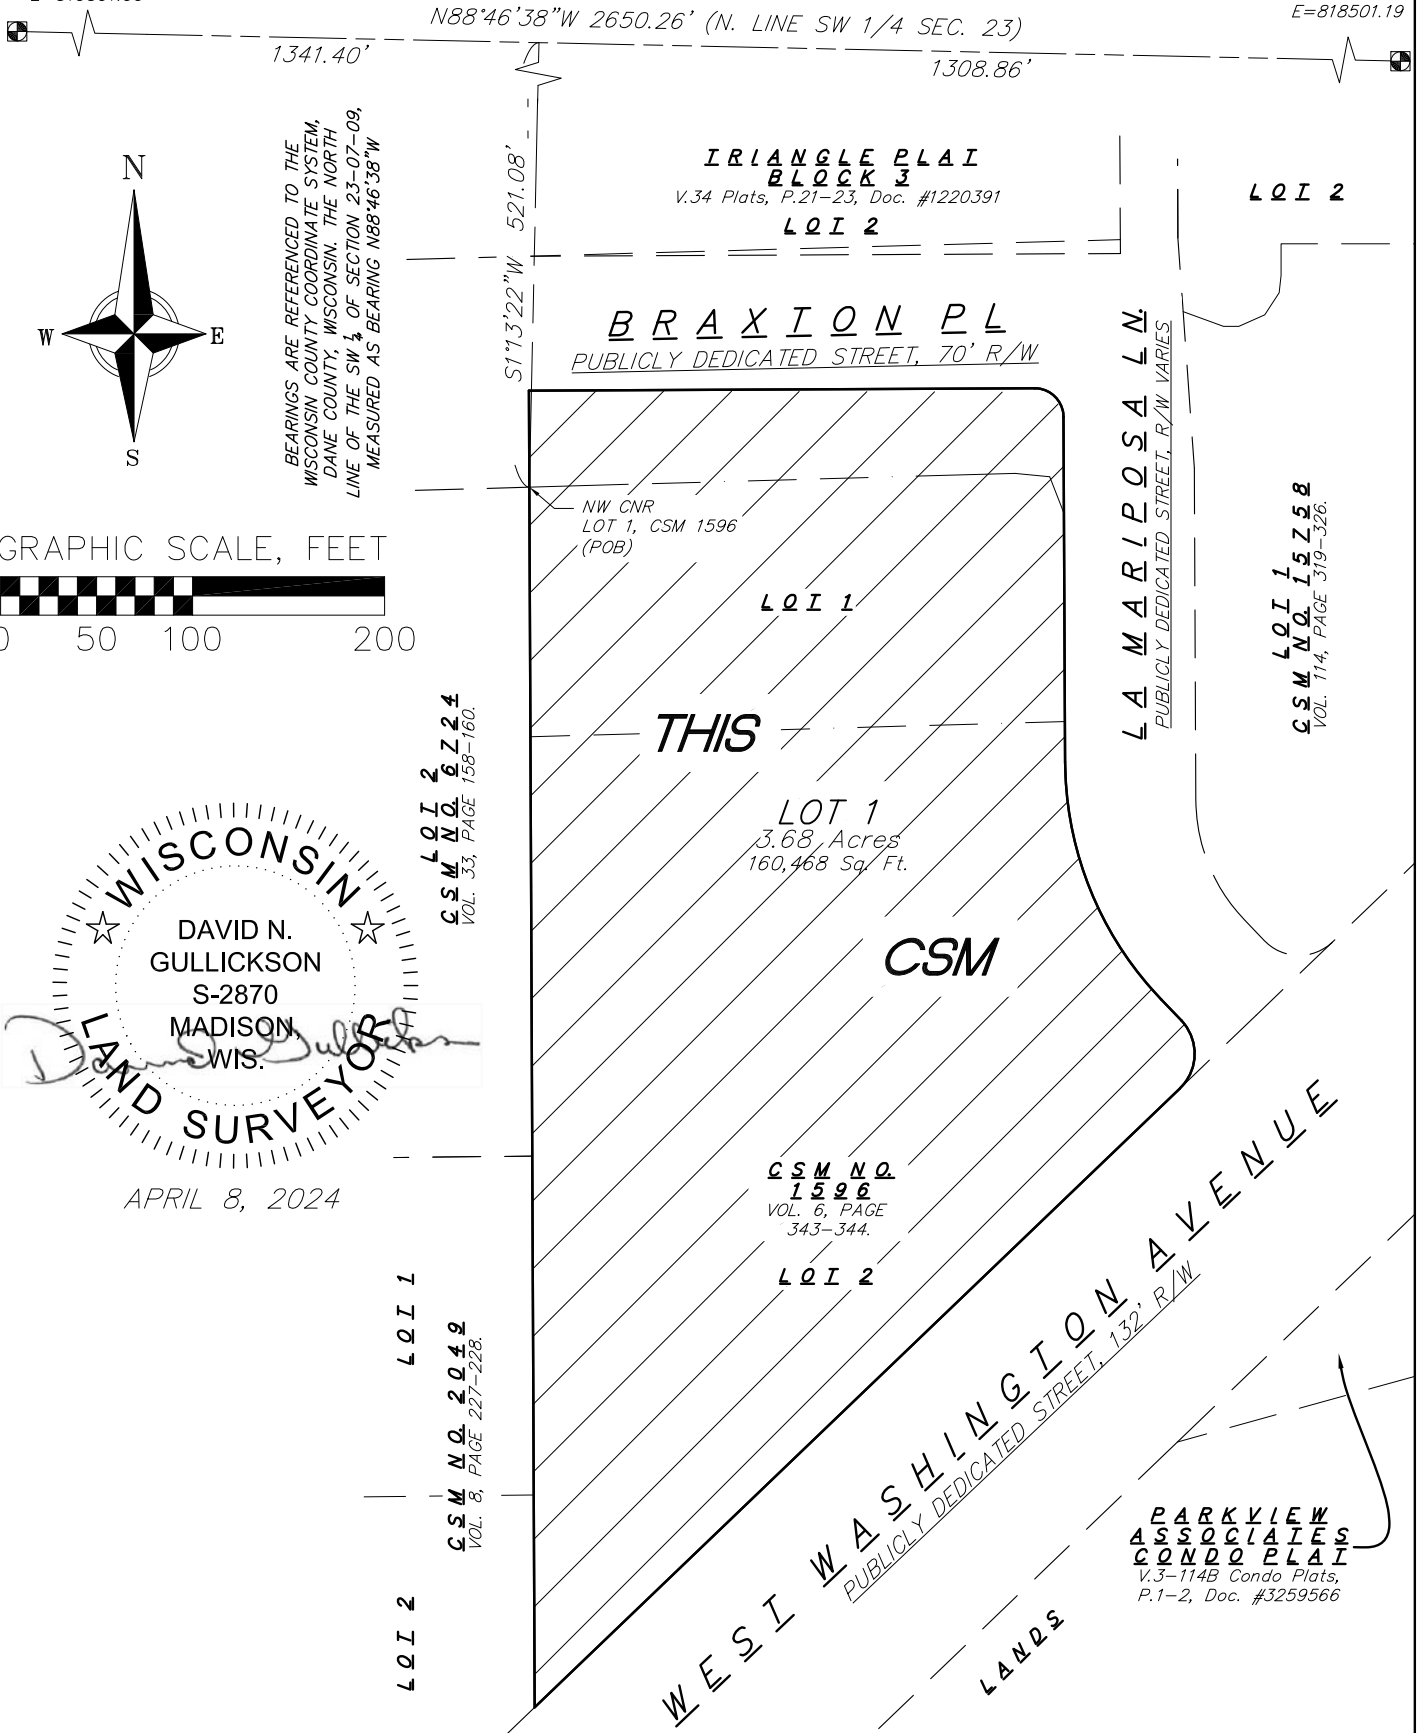 N88°46'38"W 2650.26' (N. LINE SW 1/4 SEC. 23)
E=818501.19
1341.40'
1308.86'
N
W
E
S
BEARINGS ARE REFERENCED TO THE
WISCONSIN COUNTY COORDINATE SYSTEM,
DANE COUNTY, WISCONSIN. THE NORTH
LINE OF THE SW ¼ OF SECTION 23-07-09,
MEASURED AS BEARING N88°46'38"W
S1°13'22"W 521.08'
TRIANGLE PLAT
BLOCK 3
V.34 Plats, P.21-23, Doc. #1220391
LOT 2
LOT 2
BRAXTON PL
PUBLICLY DEDICATED STREET, 70' R/W
LA MARIPOSA LN.
PUBLICLY DEDICATED STREET, R/W VARIES
NW CNR
LOT 1, CSM 1596
(POB)
GRAPHIC SCALE, FEET
0 50 100 200
LOT 1
LOT 1
CSM NO. 15758
VOL. 114, PAGE 319-326.
THIS
LOT 2
CSM NO. 6724
VOL. 33, PAGE 158-160.
LOT 1
3.68 Acres
160,468 Sq. Ft.
CSM
WISCONSIN
DAVID N.
GULLICKSON
S-2870
MADISON,
WIS.
LAND SURVEYOR
APRIL 8, 2024
CSM NO.
1596
VOL. 6, PAGE
343-344.
LOT 2
LOT 1
CSM NO. 2049
VOL. 8, PAGE 227-228.
LOT 2
WEST WASHINGTON AVENUE
PUBLICLY DEDICATED STREET, 132' R/W
PARKVIEW
ASSOCIATES
CONDO PLAT
V.3-114B Condo Plats,
P.1-2, Doc. #3259566
LANDS